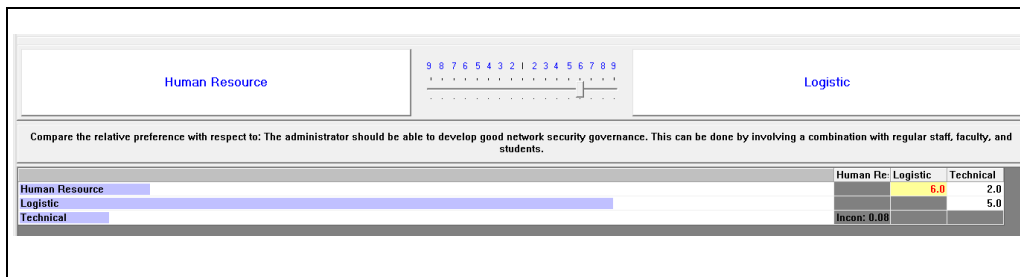 Human Resource
9 8 7 6 5 4 3 2 | 2 3 4 5 6 7 8 9
Logistic
Compare the relative preference with respect to: The administrator should be able to develop good network security governance. This can be done by involving a combination with regular staff, faculty, and
students.
Human Re: Logistic Technical
Human Resource 6.0 2.0
Logistic 5.0
Technical Incon: 0.08